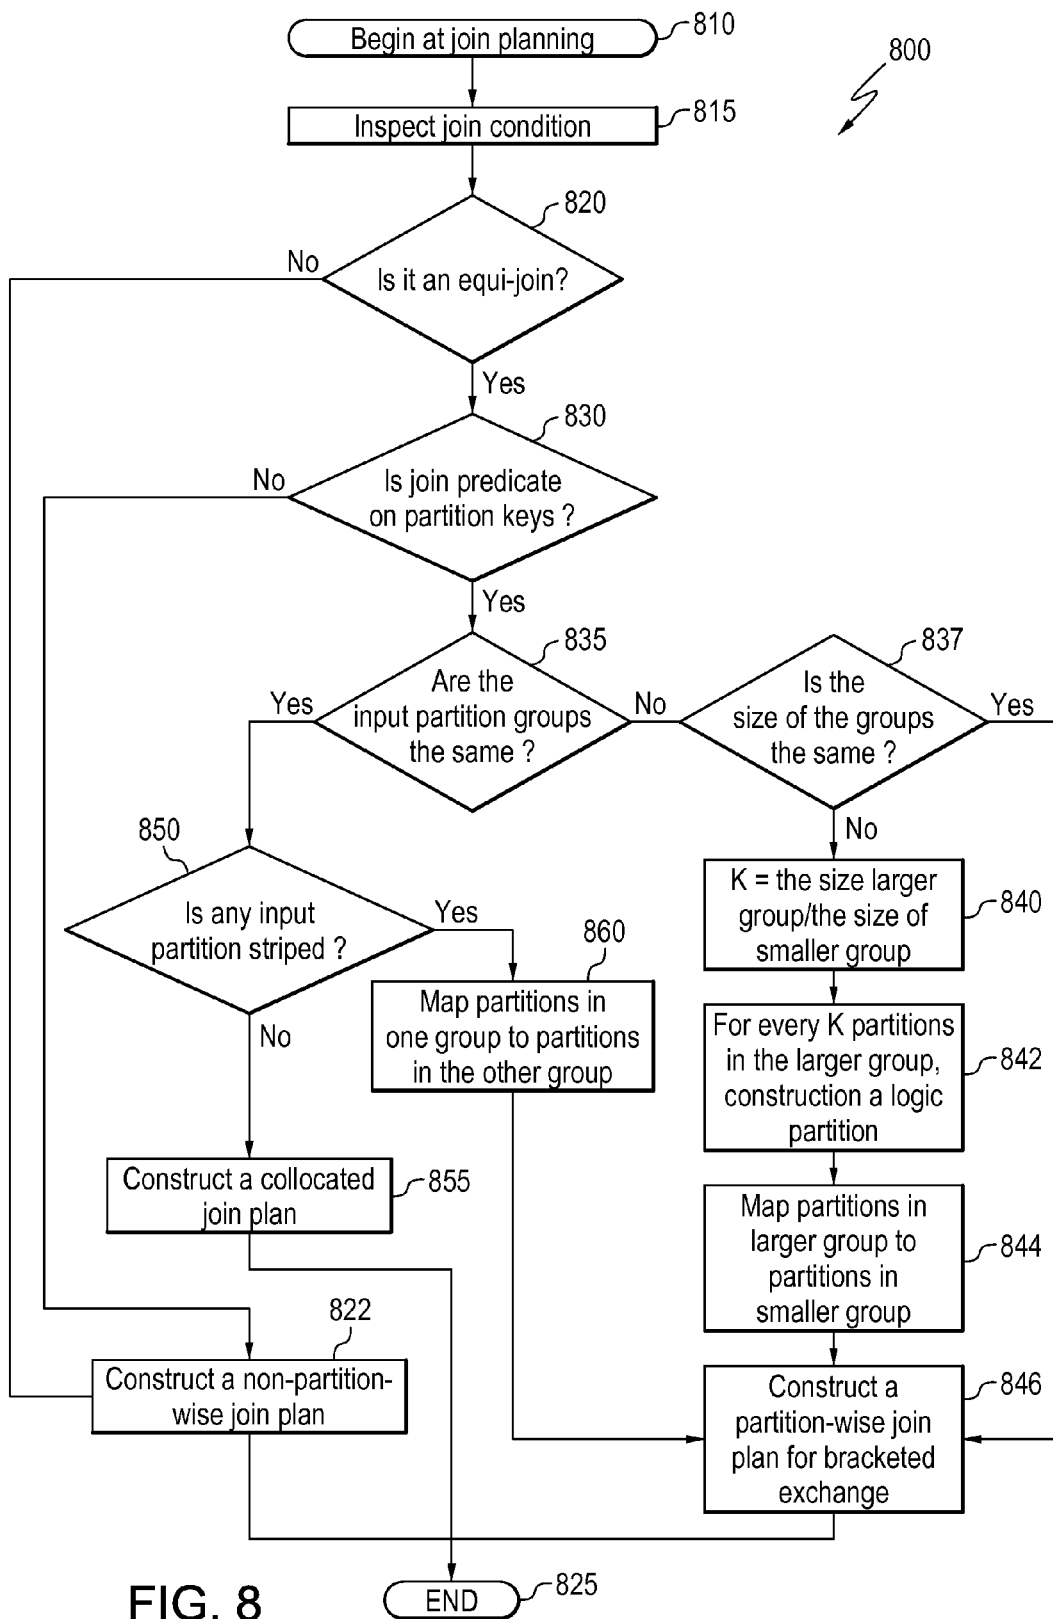 Begin at join planning
810
800
Inspect join condition
815
820
No
Is it an equi-join?
Yes
830
No
Is join predicate
on partition keys ?
Yes
835
837
Yes
Are the
input partition groups
the same ?
No
Is the
size of the groups
the same ?
Yes
850
No
Is any input
partition striped ?
Yes
K = the size larger
group/the size of
smaller group
840
860
Map partitions in
one group to partitions
in the other group
No
For every K partitions
in the larger group,
construction a logic
partition
842
Construct a collocated
join plan
855
Map partitions in
larger group to
partitions in
smaller group
844
822
Construct a non-partition-
wise join plan
Construct a
partition-wise join
plan for bracketed
exchange
846
END
825
FIG. 8